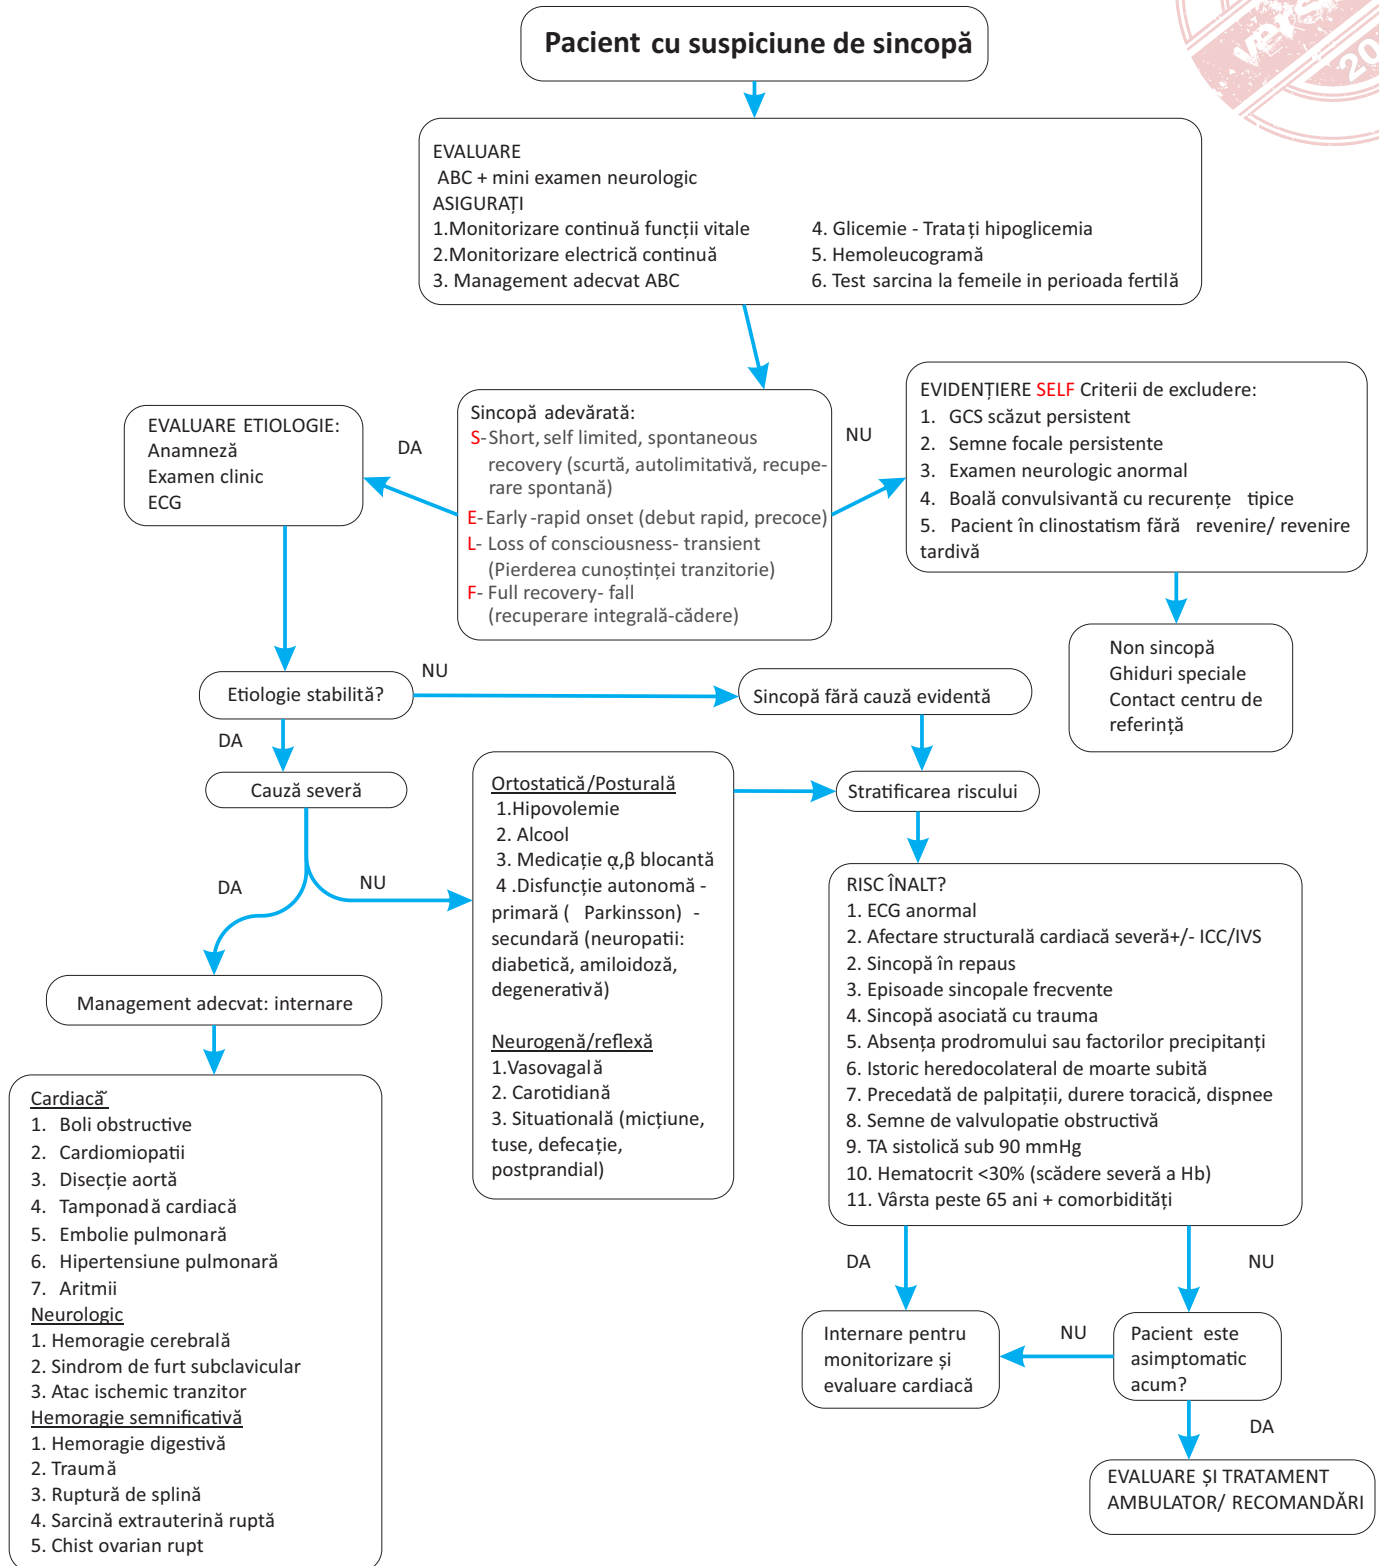 Pacient cu suspiciune de sincopă
EVALUARE
ABC + mini examen neurologic
ASIGURAȚI
1.Monitorizare continuă funcții vitale
2.Monitorizare electrică continuă
3. Management adecvat ABC
4. Glicemie - Tratați hipoglicemia
5. Hemoleucogramă
6. Test sarcina la femeile in perioada fertilă
EVALUARE ETIOLOGIE:
Anamneză
Examen clinic
ECG
DA
Sincopă adevărată:
S-Short, self limited, spontaneous
recovery (scurtă, autolimitativă, recupe-
rare spontană)
E-Early-rapid onset (debut rapid, precoce)
L- Loss of consciousness- transient
(Pierderea cunoștinței tranzitorie)
F- Full recovery- fall
(recuperare integrală-cădere)
NU
EVIDENȚIERE SELF Criterii de excludere:
1. GCS scăzut persistent
2. Semne focale persistente
3. Examen neurologic anormal
4. Boală convulsivantă cu recurențe tipice
5. Pacient în clinostatism fără revenire/ revenire
tardivă
Non sincopă
Ghiduri speciale
Contact centru de
referință
Etiologie stabilită?
NU
Sincopă fără cauză evidentă
DA
Cauză severă
Stratificarea riscului
DA
NU
Ortostatică/Posturală
1.Hipovolemie
2. Alcool
3. Medicație α,β blocantă
4 .Disfuncție autonomă -
primară ( Parkinsson) -
secundară (neuropatii:
diabetică, amiloidoză,
degenerativă)
Neurogenă/reflexă
1.Vasovagală
2. Carotidiană
3. Situatională (micțiune,
tuse, defecație,
postprandial)
RISC ÎNALT?
1. ECG anormal
2. Afectare structurală cardiacă severă+/- ICC/IVS
2. Sincopă în repaus
3. Episoade sincopale frecvente
4. Sincopă asociată cu trauma
5. Absența prodromului sau factorilor precipitanți
6. Istoric heredocolateral de moarte subită
7. Precedată de palpitații, durere toracică, dispnee
8. Semne de valvulopatie obstructivă
9. TA sistolică sub 90 mmHg
10. Hematocrit <30% (scădere severă a Hb)
11. Vârsta peste 65 ani + comorbidități
Management adecvat: internare
Cardiacă
1. Boli obstructive
2. Cardiomiopatii
3. Disecție aortă
4. Tamponadă cardiacă
5. Embolie pulmonară
6. Hipertensiune pulmonară
7. Aritmii
Neurologic
1. Hemoragie cerebrală
2. Sindrom de furt subclavicular
3. Atac ischemic tranzitor
Hemoragie semnificativă
1. Hemoragie digestivă
2. Traumă
3. Ruptură de splină
4. Sarcină extrauterină ruptă
5. Chist ovarian rupt
DA
NU
Internare pentru
monitorizare și
evaluare cardiacă
NU
Pacient este
asimptomatic
acum?
DA
EVALUARE ȘI TRATAMENT
AMBULATOR/ RECOMANDĂRI